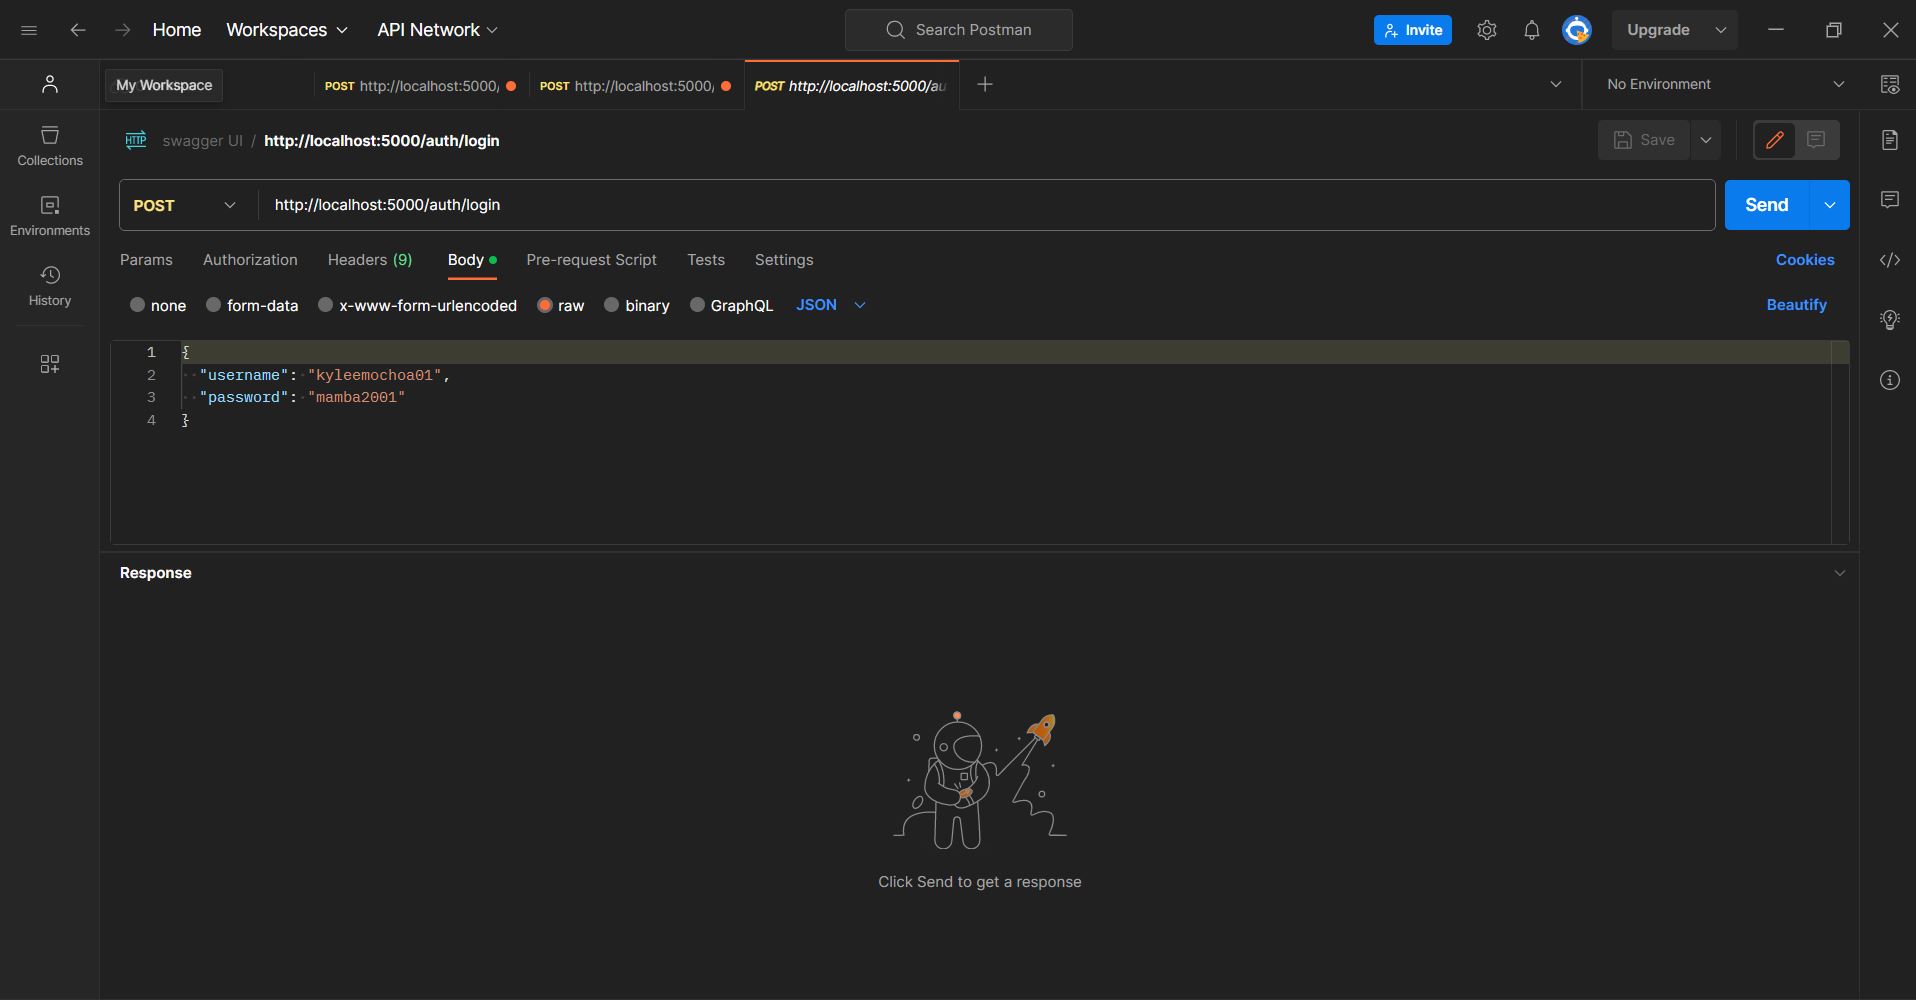 Home Workspaces API Network Search Postman Invite Upgrade
My Workspace POST http://localhost:5000/ POST http://localhost:5000/ POST http://localhost:5000/au No Environment
HTTP swagger UI / http://localhost:5000/auth/login Save
Collections
POST http://localhost:5000/auth/login Send
Environments
Params Authorization Headers (9) Body Pre-request Script Tests Settings Cookies
History
none form-data x-www-form-urlencoded raw binary GraphQL JSON Beautify
1 {
2 "username": "kyleemochoa01",
3 "password": "mamba2001"
4 }
Response
Click Send to get a response